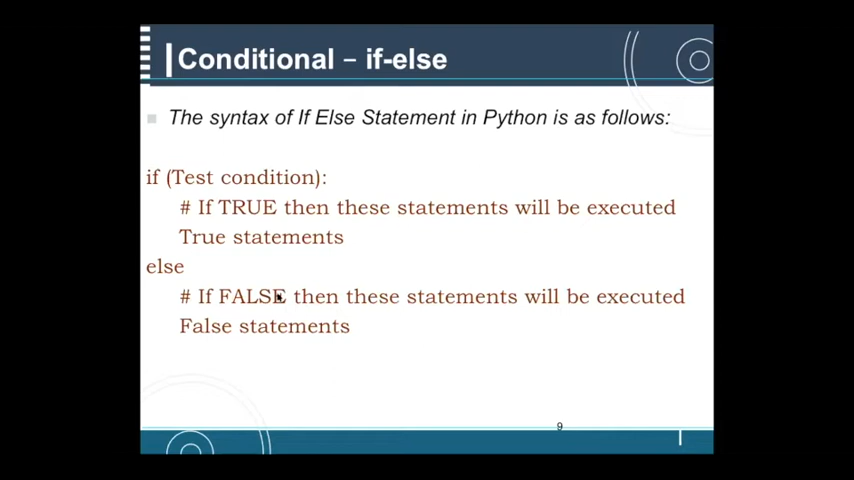 Conditional – if-else
The syntax of If Else Statement in Python is as follows:
if (Test condition):
# If TRUE then these statements will be executed
True statements
else
# If FALSE then these statements will be executed
False statements
9